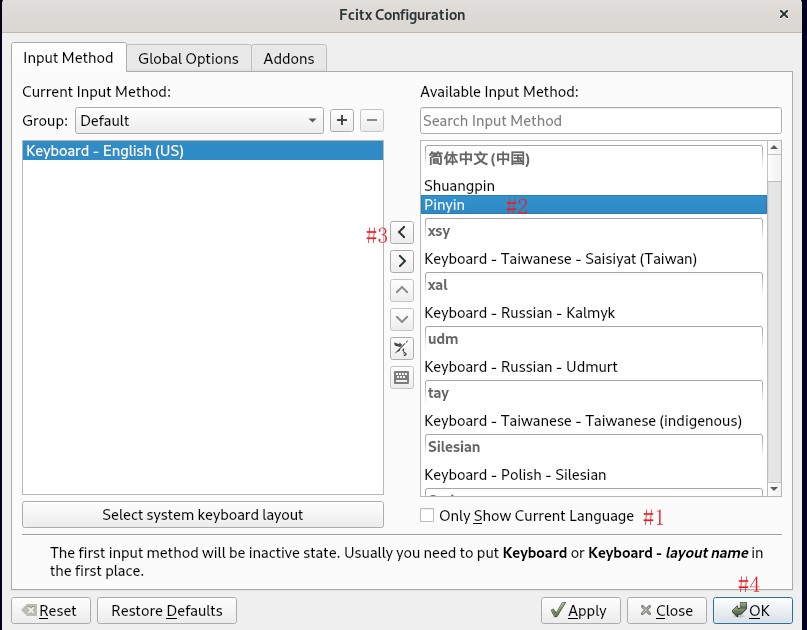 Fcitx Configuration
Input Method
Global Options
Addons
Current Input Method:
Available Input Method:
Group:
Default
Search Input Method
Keyboard - English (US)
简体中文 (中国)
Shuangpin
Pinyin #2
xsy
#3
Keyboard - Taiwanese - Saisiyat (Taiwan)
xal
Keyboard - Russian - Kalmyk
udm
Keyboard - Russian - Udmurt
tay
Keyboard - Taiwanese - Taiwanese (indigenous)
Silesian
Keyboard - Polish - Silesian
Select system keyboard layout
Only Show Current Language #1
The first input method will be inactive state. Usually you need to put Keyboard or Keyboard - layout name in
the first place.
#4
Reset
Restore Defaults
Apply
Close
OK